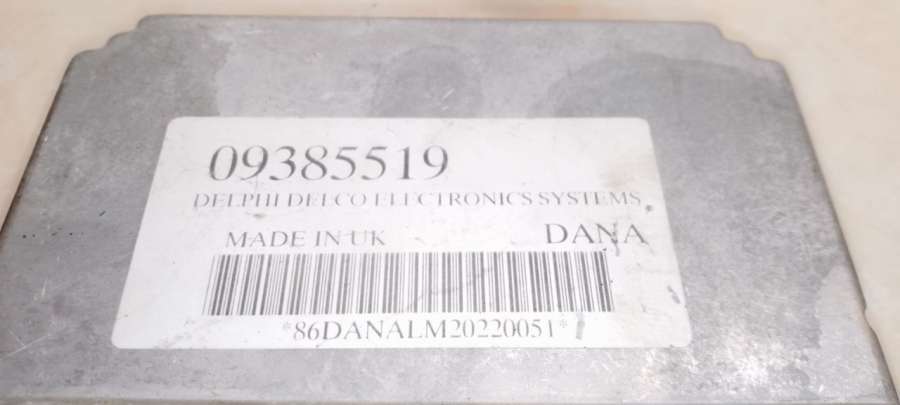 09385519
DELPHI DELCO ELECTRONICS SYSTEMS
MADE IN UK DANA
*86DANALM20220051*